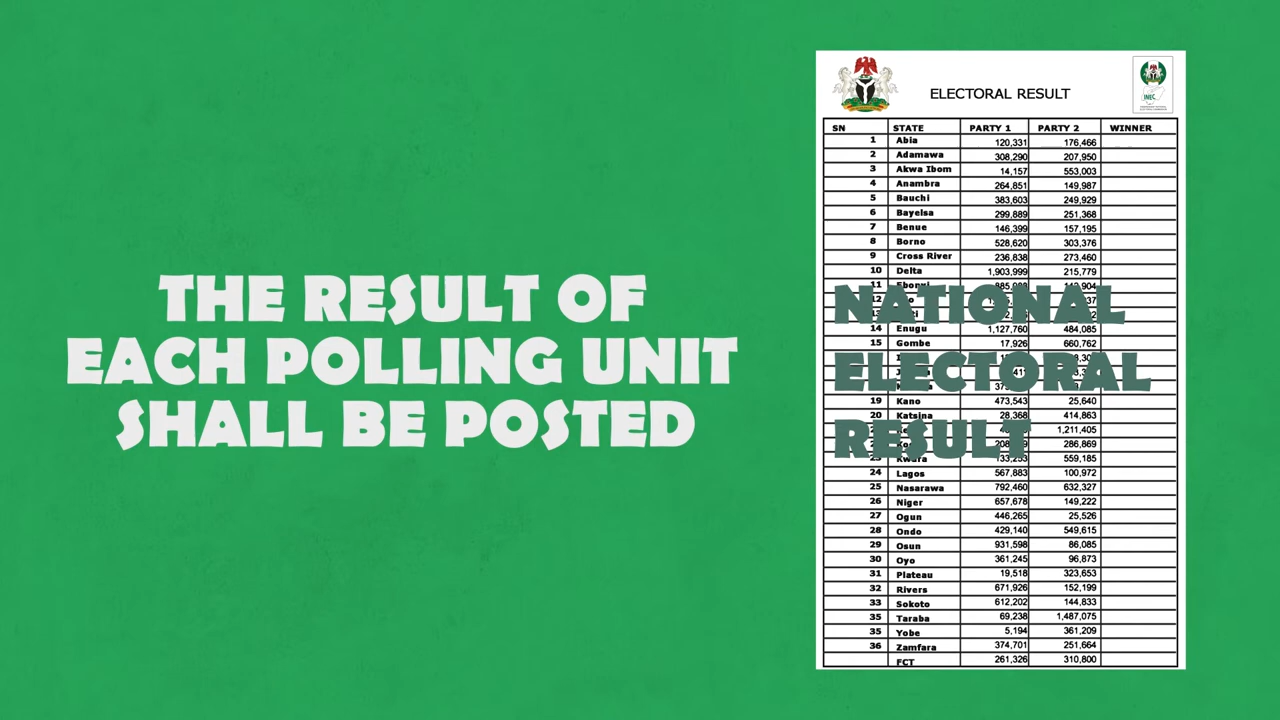 THE RESULT OF
EACH POLLING UNIT
SHALL BE POSTED
ELECTORAL RESULT
INEC
SN STATE PARTY 1 PARTY 2 WINNER
1 Abia 120,331 176,466
2 Adamawa 308,290 207,950
3 Akwa Ibom 14,157 553,003
4 Anambra 264,851 149,987
5 Bauchi 383,603 249,929
6 Bayelsa 299,889 251,368
7 Benue 146,399 157,195
8 Borno 528,620 303,376
9 Cross River 236,838 273,460
10 Delta 1,903,999 215,779
11
NATIONAL
14 Enugu 1,127,760 484,085
15 Gombe 17,926 660,762
ELECTORAL
19 Kano 473,543 25,640
20 Katsina 28,368 414,863
1,211,405
RESULT
286,869
23 Kwara 133,253 559,185
24 Lagos 567,883 100,972
25 Nasarawa 792,460 632,327
26 Niger 657,678 149,222
27 Ogun 446,265 25,526
28 Ondo 429,140 549,615
29 Osun 931,598 86,085
30 Oyo 361,245 96,873
31 Plateau 19,518 323,653
32 Rivers 671,926 152,199
33 Sokoto 612,202 144,833
35 Taraba 69,238 1,487,075
35 Yobe 5,194 361,209
36 Zamfara 374,701 251,664
FCT 261,326 310,800